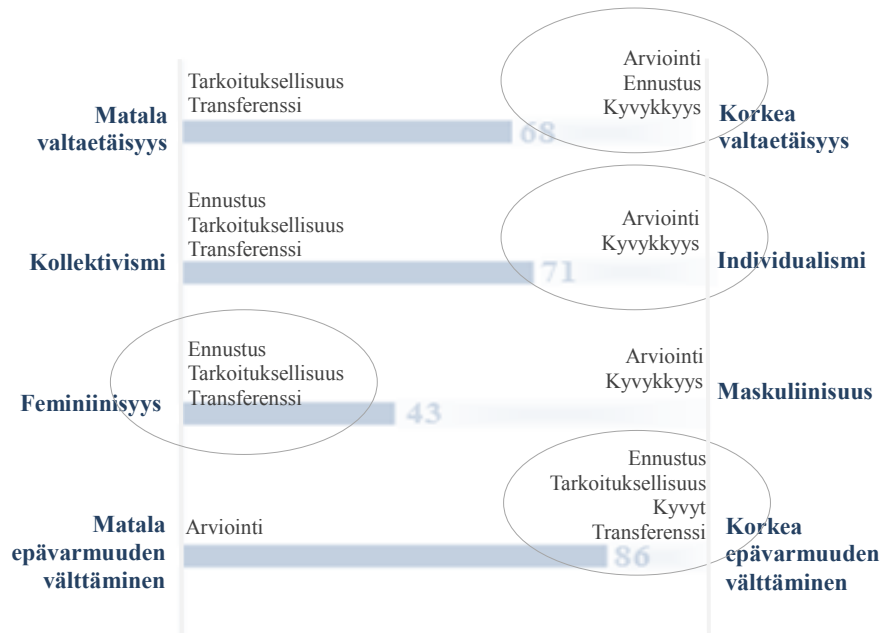 Tarkoituksellisuus
Transferenssi
Arviointi
Ennustus
Kyvykkyys
Matala
valtaetäisyys
68
Korkea
valtaetäisyys
Ennustus
Tarkoituksellisuus
Transferenssi
Arviointi
Kyvykkyys
Kollektivismi
71
Individualismi
Ennustus
Tarkoituksellisuus
Transferenssi
Arviointi
Kyvykkyys
Feminiinisyys
43
Maskuliinisuus
Ennustus
Tarkoituksellisuus
Kyvyt
Transferenssi
Matala
epävarmuuden
välttäminen
Arviointi
86
Korkea
epävarmuuden
välttäminen